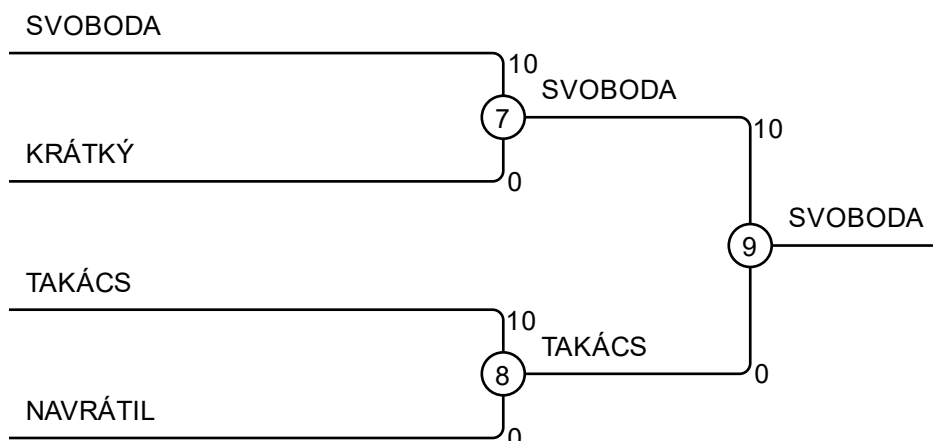 SVOBODA
10
7
SVOBODA
10
KRÁTKÝ
0
9
SVOBODA
TAKÁCS
10
8
TAKÁCS
0
NAVRÁTIL
0